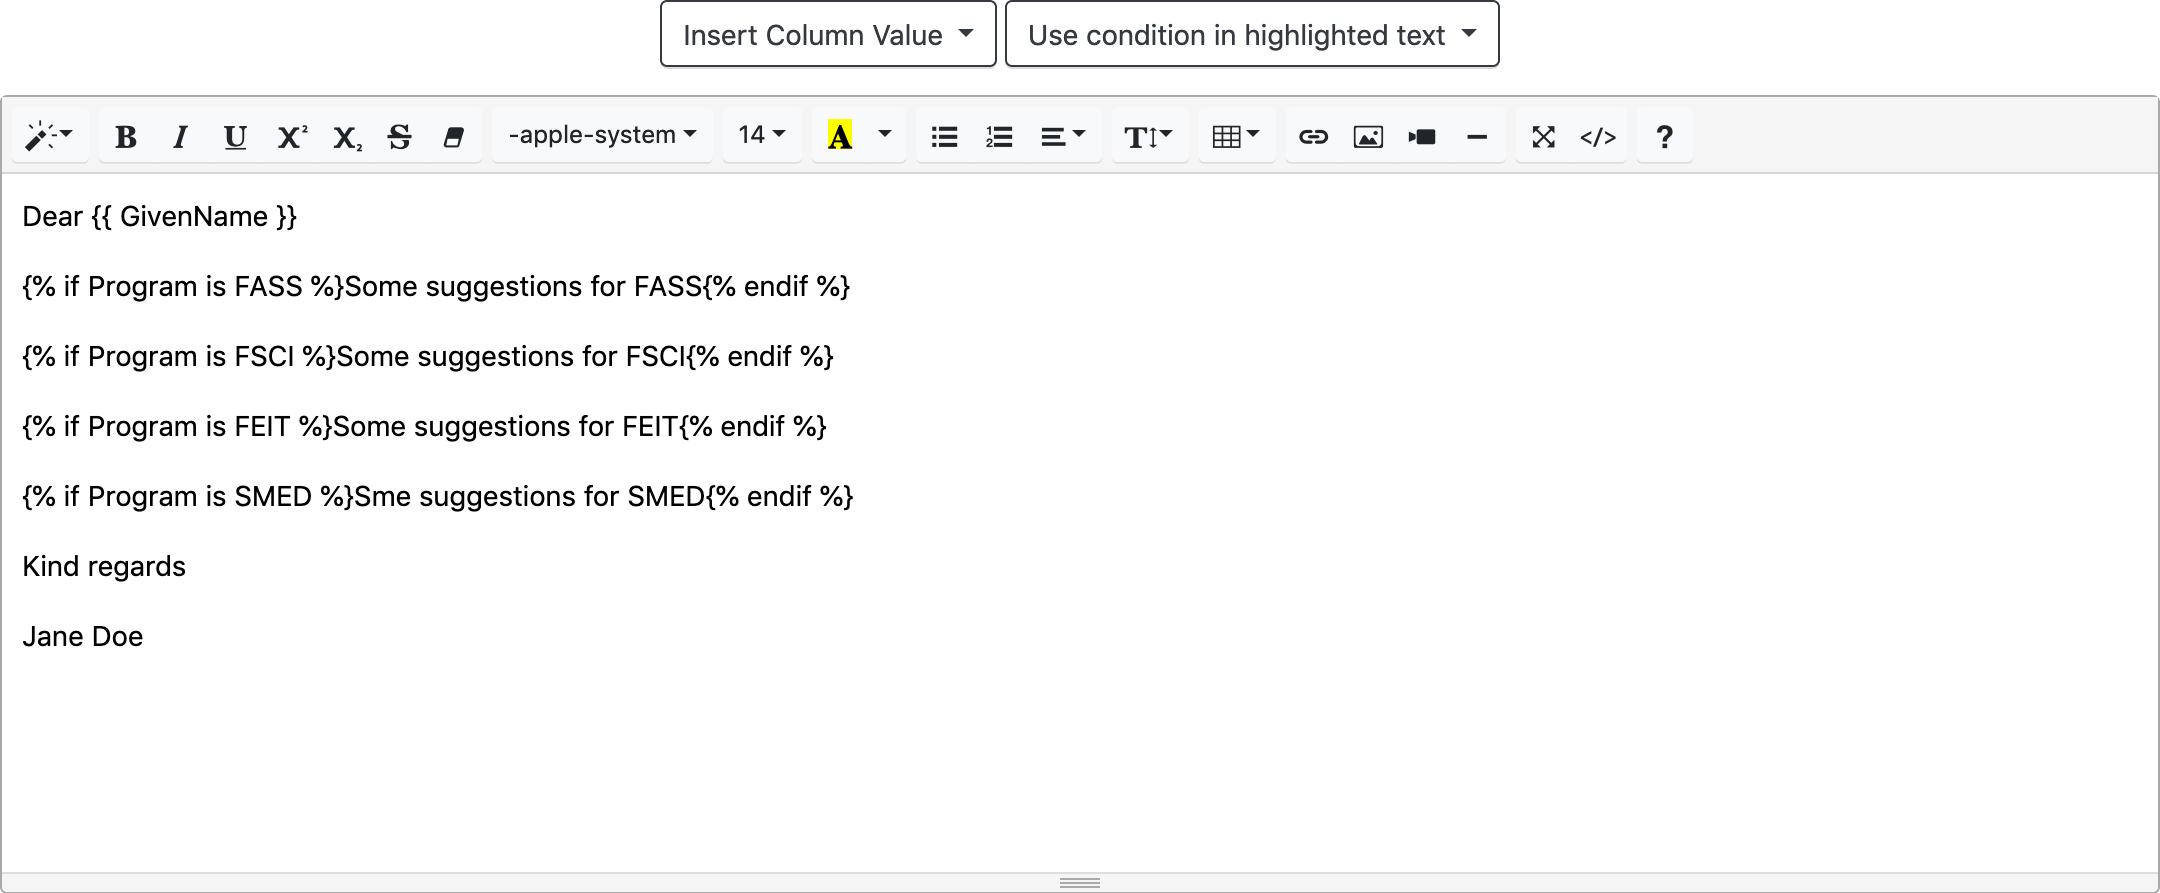 Insert Column Value Use condition in highlighted text
B I U X² X₂ S -apple-system 14 A T </> ?
Dear {{ GivenName }}
{% if Program is FASS %}Some suggestions for FASS{% endif %}
{% if Program is FSCI %}Some suggestions for FSCI{% endif %}
{% if Program is FEIT %}Some suggestions for FEIT{% endif %}
{% if Program is SMED %}Sme suggestions for SMED{% endif %}
Kind regards
Jane Doe